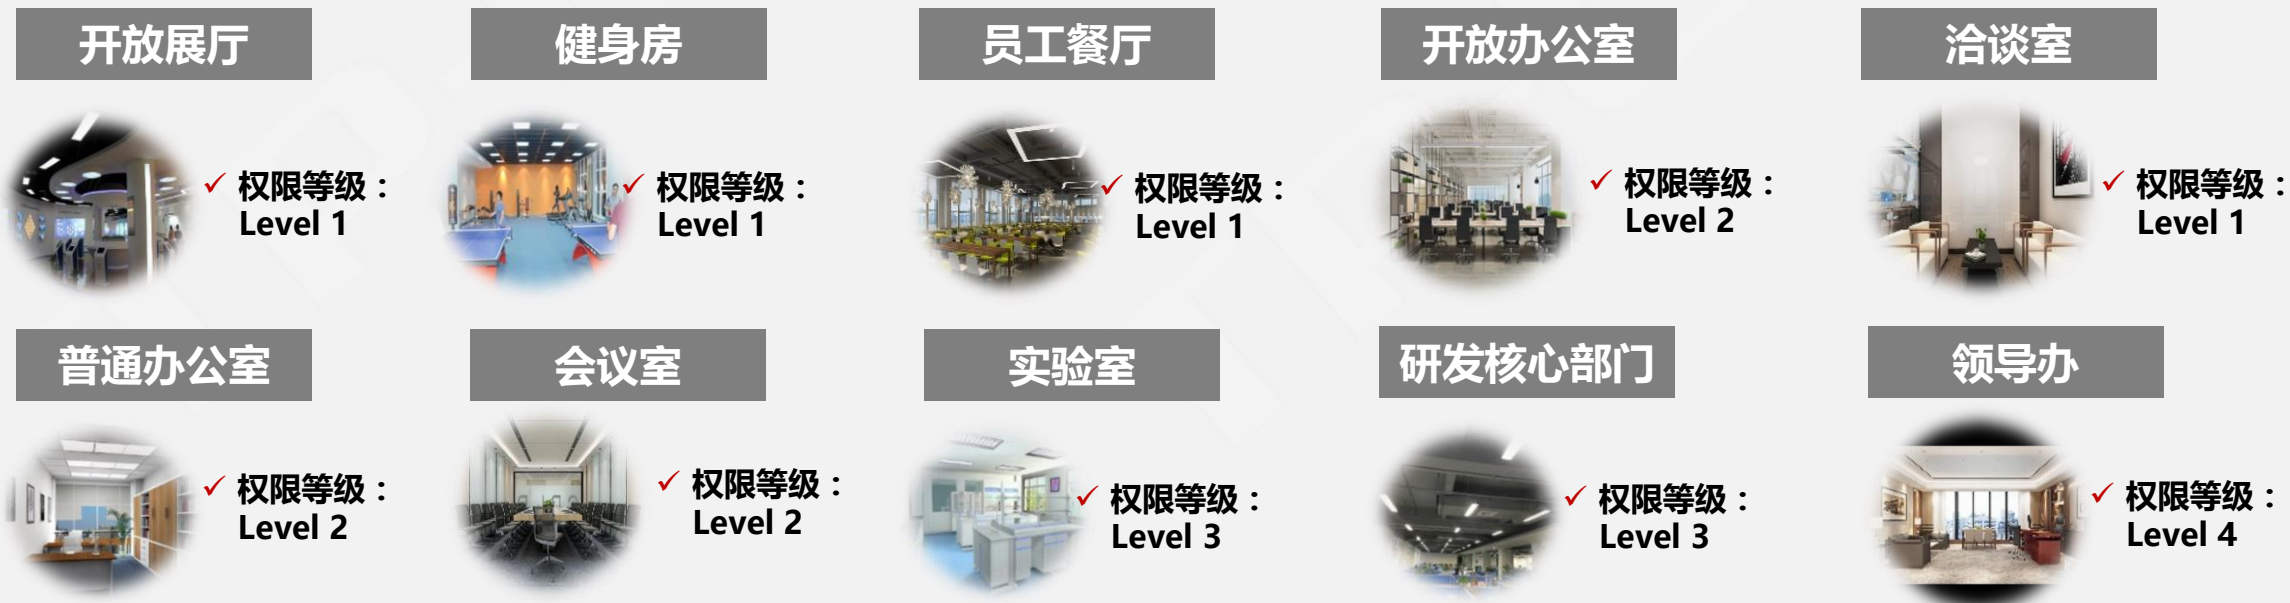 开放展厅
健身房
员工餐厅
开放办公室
洽谈室
权限等级：
Level 1
权限等级：
Level 1
权限等级：
Level 1
权限等级：
Level 2
权限等级：
Level 1
普通办公室
会议室
实验室
研发核心部门
领导办
权限等级：
Level 2
权限等级：
Level 2
权限等级：
Level 3
权限等级：
Level 3
权限等级：
Level 4